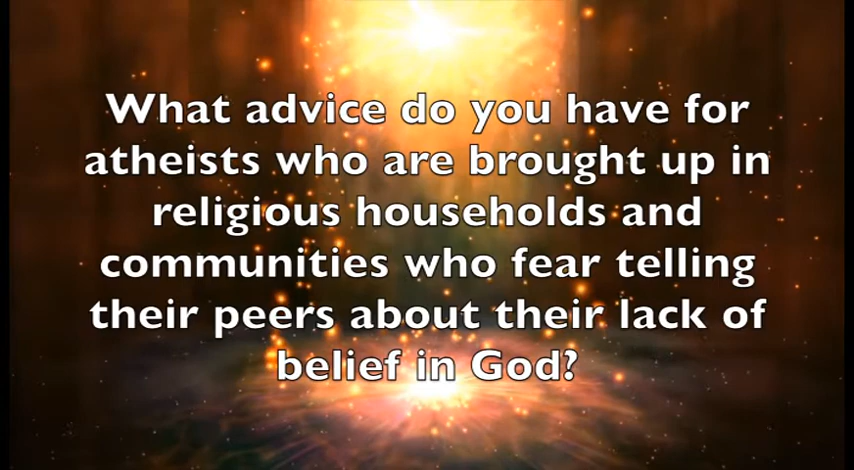 What advice do you have for
atheists who are brought up in
religious households and
communities who fear telling
their peers about their lack of
belief in God?